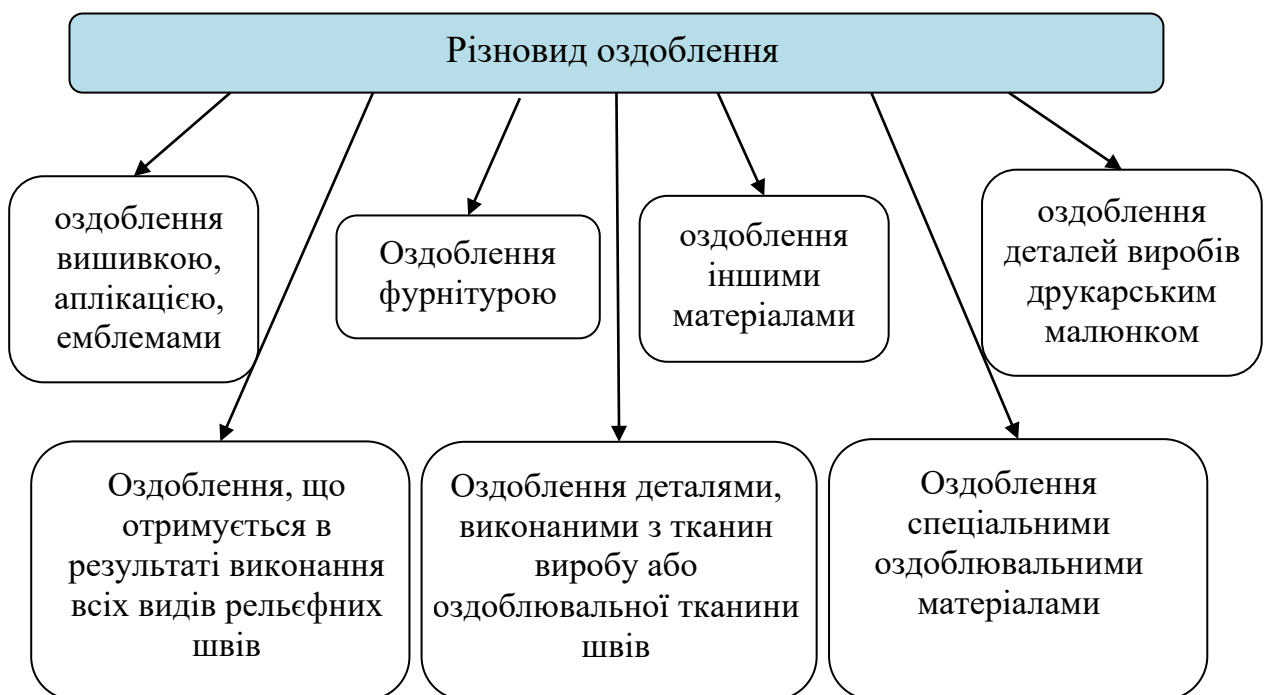 Різновид оздоблення
оздоблення
вишивкою,
аплікацією,
емблемами
Оздоблення
фурнітурою
оздоблення
іншими
матеріалами
оздоблення
деталей виробів
друкарським
малюнком
Оздоблення, що
отримується в
результаті виконання
всіх видів рельєфних
швів
Оздоблення деталями,
виконаними з тканин
виробу або
оздоблювальної тканини
швів
Оздоблення
спеціальними
оздоблювальними
матеріалами